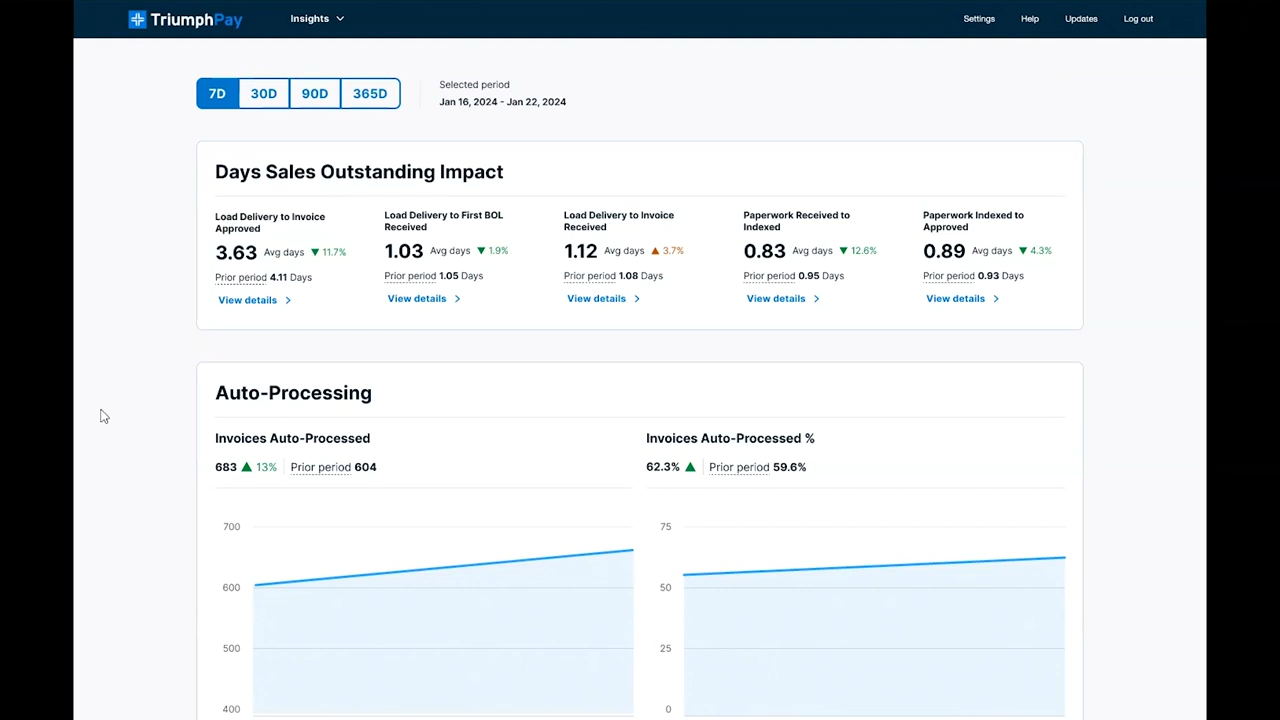 TriumphPay
Insights
Settings
Help
Updates
Log out
7D
30D
90D
365D
Selected period
Jan 16, 2024 - Jan 22, 2024
Days Sales Outstanding Impact
Load Delivery to Invoice
Approved
3.63 Avg days ▼ 11.7%
Prior period 4.11 Days
View details
Load Delivery to First BOL
Received
1.03 Avg days ▼ 1.9%
Prior period 1.05 Days
View details
Load Delivery to Invoice
Received
1.12 Avg days ▲ 3.7%
Prior period 1.08 Days
View details
Paperwork Received to
Indexed
0.83 Avg days ▼ 12.6%
Prior period 0.95 Days
View details
Paperwork Indexed to
Approved
0.89 Avg days ▼ 4.3%
Prior period 0.93 Days
View details
Auto-Processing
Invoices Auto-Processed
683 ▲ 13% Prior period 604
700
600
500
400
Invoices Auto-Processed %
62.3% ▲ Prior period 59.6%
75
50
25
0